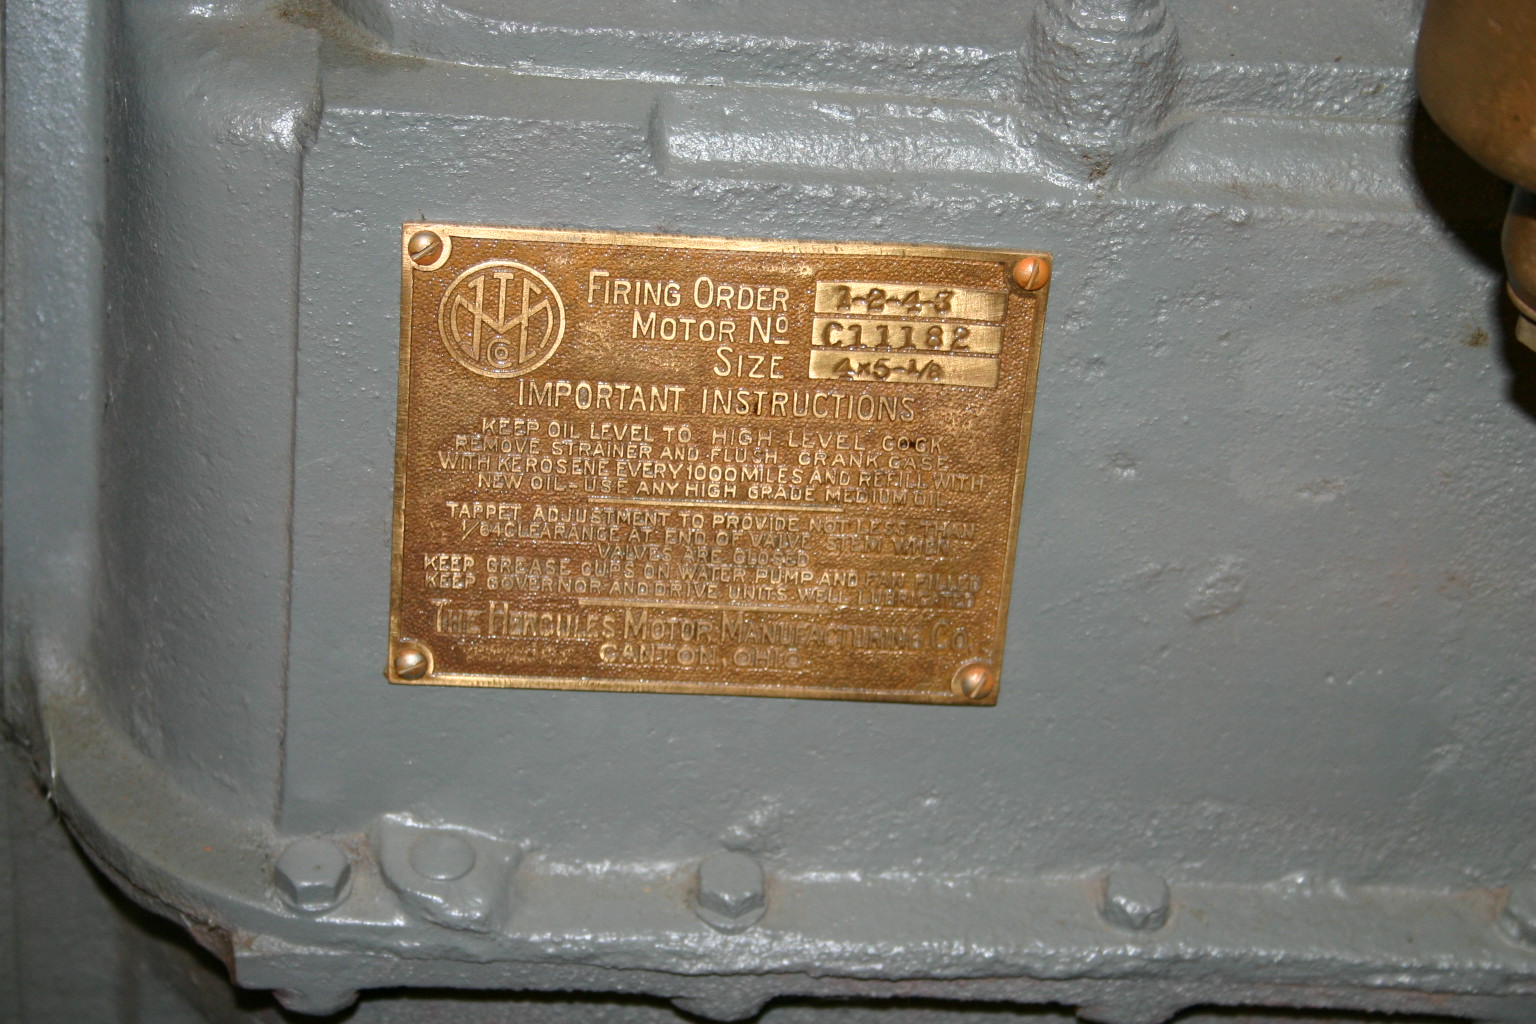 FIRING ORDER 1-2-4-3
MOTOR Nº C11182
SIZE 4x5-1/8
IMPORTANT INSTRUCTIONS
KEEP OIL LEVEL TO HIGH LEVEL COCK
REMOVE STRAINER AND FLUSH CRANK CASE
WITH KEROSENE EVERY 1000 MILES AND REFILL WITH
NEW OIL - USE ANY HIGH GRADE MEDIUM OIL
TAPPET ADJUSTMENT TO PROVIDE NOT LESS THAN
1/64 CLEARANCE AT END OF VALVE STEM WHEN
VALVES ARE CLOSED
KEEP GREASE CUPS ON WATER PUMP AND FAN FILLED
KEEP GOVERNOR AND DRIVE UNITS WELL LUBRICATED
THE HERCULES MOTOR MANUFACTURING CO
CANTON, OHIO